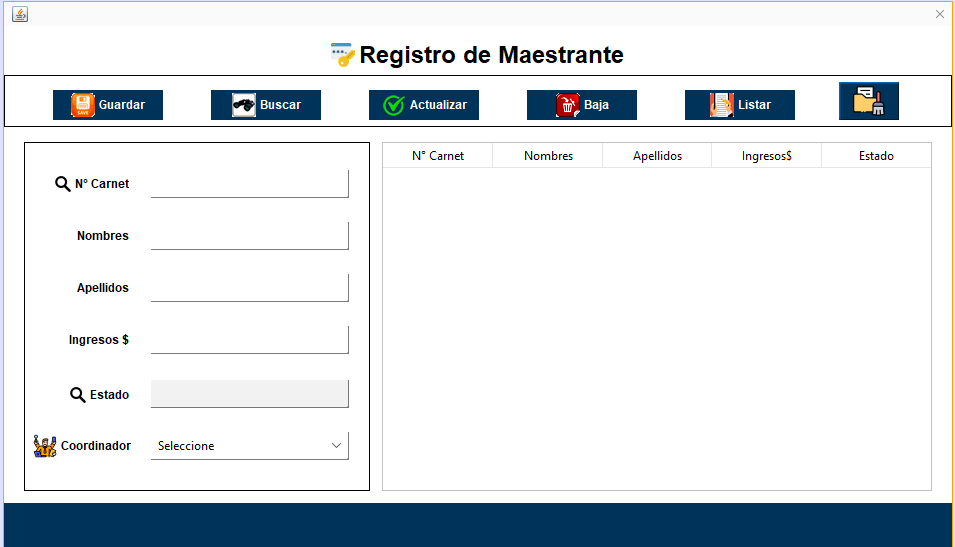 Registro de Maestrante
SAVE Guardar Buscar Actualizar Baja Listar
N° Carnet
Nombres
Apellidos
Ingresos $
Estado
Coordinador Seleccione
N° Carnet Nombres Apellidos Ingresos$ Estado